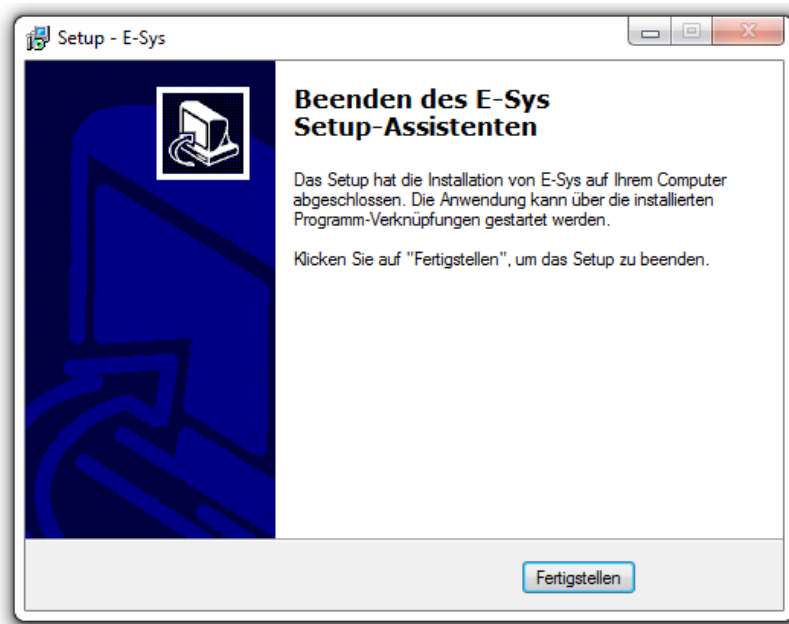 Setup - E-Sys
Beenden des E-Sys
Setup-Assistenten
Das Setup hat die Installation von E-Sys auf Ihrem Computer
abgeschlossen. Die Anwendung kann über die installierten
Programm-Verknüpfungen gestartet werden.
Klicken Sie auf "Fertigstellen", um das Setup zu beenden.
Fertigstellen